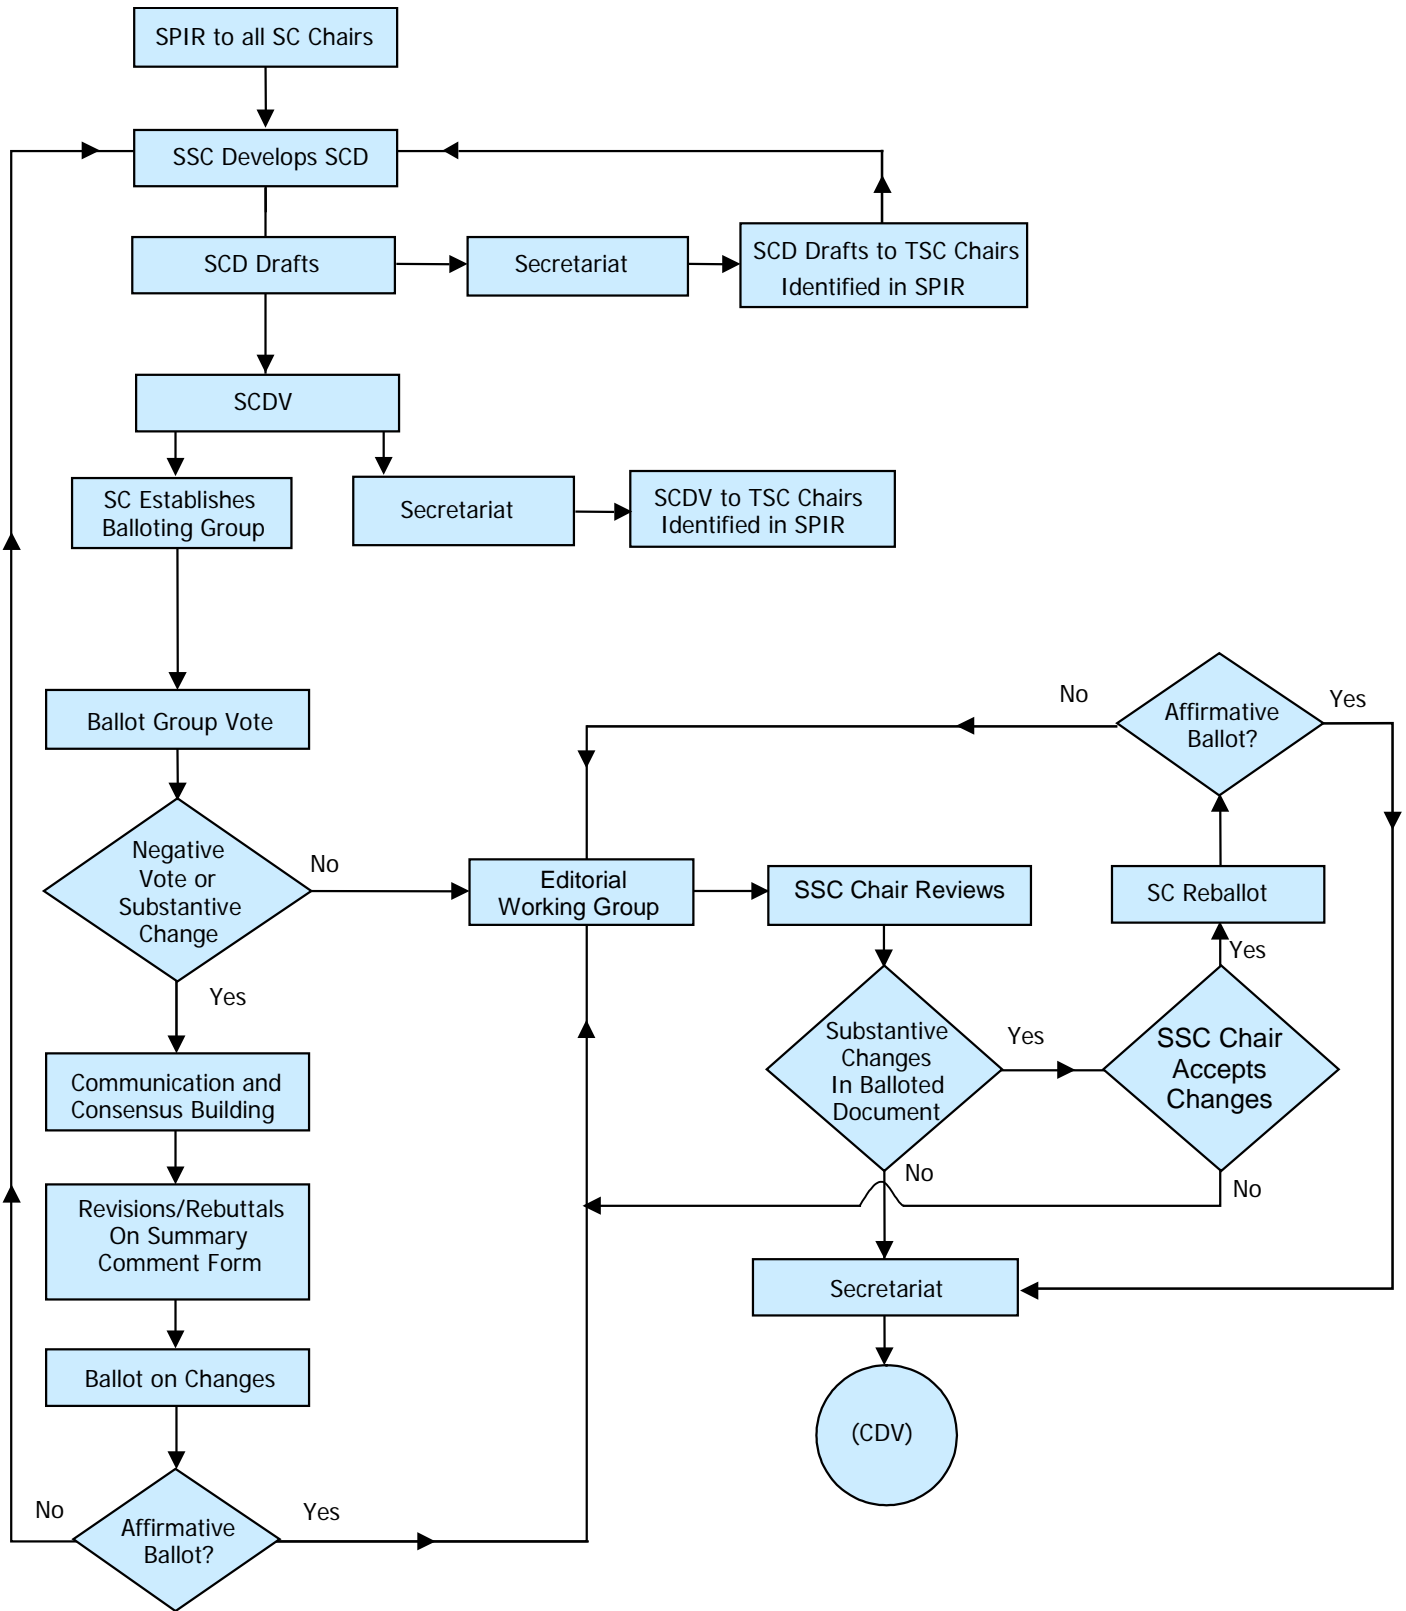 SPIR to all SC Chairs
SSC Develops SCD
SCD Drafts
Secretariat
SCD Drafts to TSC Chairs
Identified in SPIR
SCDV
SC Establishes
Balloting Group
Secretariat
SCDV to TSC Chairs
Identified in SPIR
Ballot Group Vote
No
Affirmative
Ballot?
Yes
Negative
Vote or
Substantive
Change
No
Editorial
Working Group
SSC Chair Reviews
SC Reballot
Yes
Yes
Substantive
Changes
In Balloted
Document
Yes
SSC Chair
Accepts
Changes
No
No
Communication and
Consensus Building
Revisions/Rebuttals
On Summary
Comment Form
Secretariat
Ballot on Changes
(CDV)
No
Affirmative
Ballot?
Yes